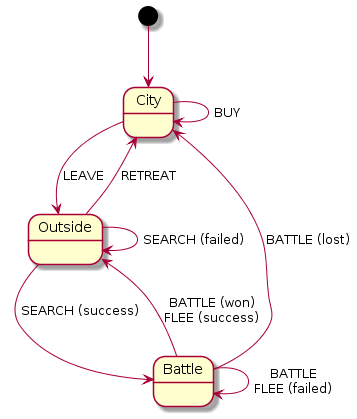 City
BUY
LEAVE
RETREAT
Outside
SEARCH (failed)
BATTLE (lost)
SEARCH (success)
BATTLE (won)
FLEE (success)
Battle
BATTLE
FLEE (failed)